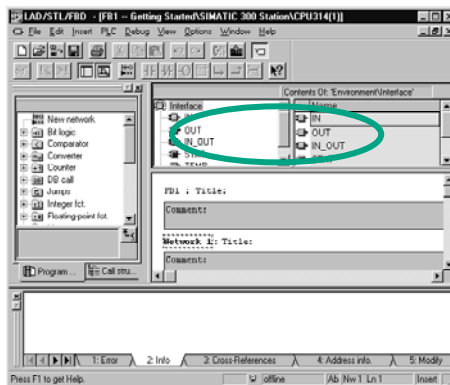 LAD/STL/FBD - [FB1 -- Getting Started\SIMATIC 300 Station\CPU314(1)]
File Edit Insert PLC Debug View Options Window Help
Contents Of: 'Environment\Interface'
Interface
IN
OUT
IN_OUT
STAT
TEMP
Name
IN
OUT
IN_OUT
STAT
New network
Bit logic
Comparator
Converter
Counter
DB call
Jumps
Integer fct.
Floating-point fct.
Program ...
Call stru...
FB1 : Title:
Comment:
Network 1: Title:
Comment:
1: Error
2: Info
3: Cross-References
4: Address info.
5: Modify
Press F1 to get Help.
offline
Ab
Nw 1 Ln 1
Insert